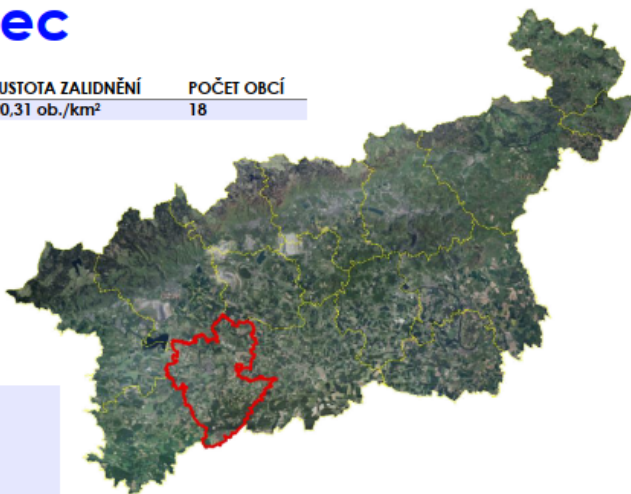 ec
USTOTA ZALIDNĚNÍ POČET OBCÍ
0,31 ob./km² 18